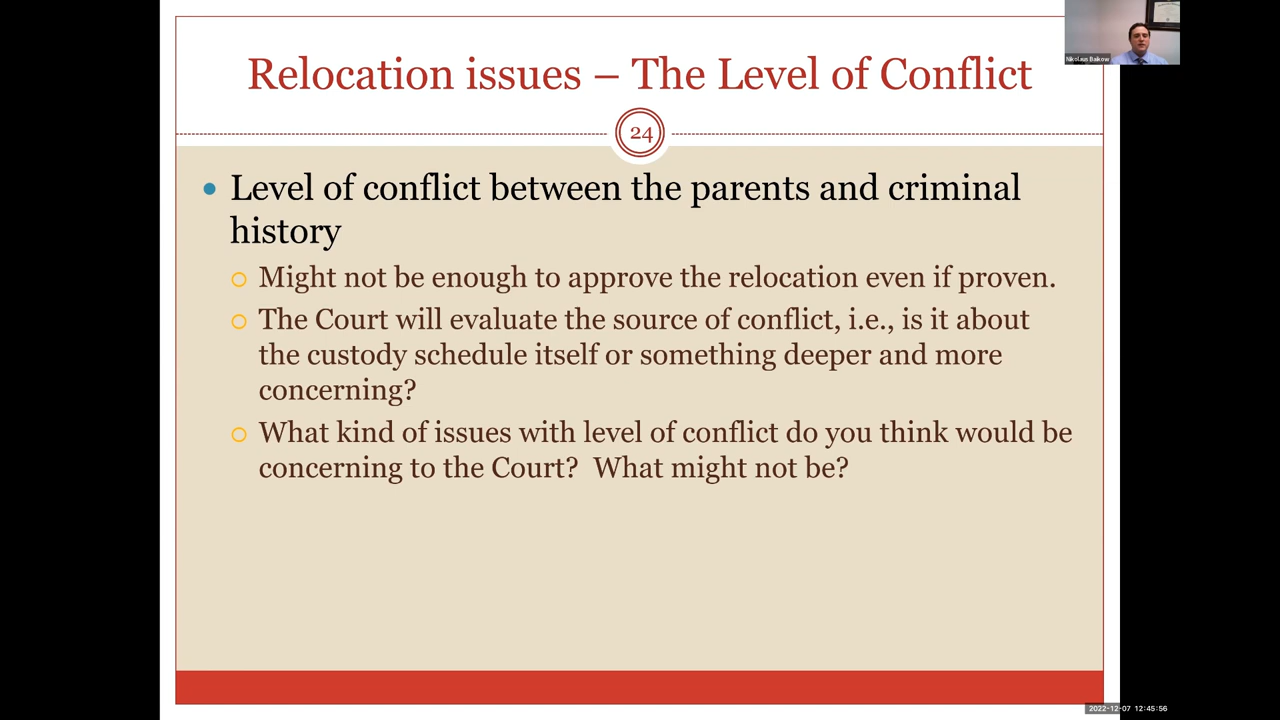 Relocation issues – The Level of Conflict
24
Level of conflict between the parents and criminal
history
Might not be enough to approve the relocation even if proven.
The Court will evaluate the source of conflict, i.e., is it about
the custody schedule itself or something deeper and more
concerning?
What kind of issues with level of conflict do you think would be
concerning to the Court?  What might not be?
Nikolaus Baikow
2022-12-07 12:45:56